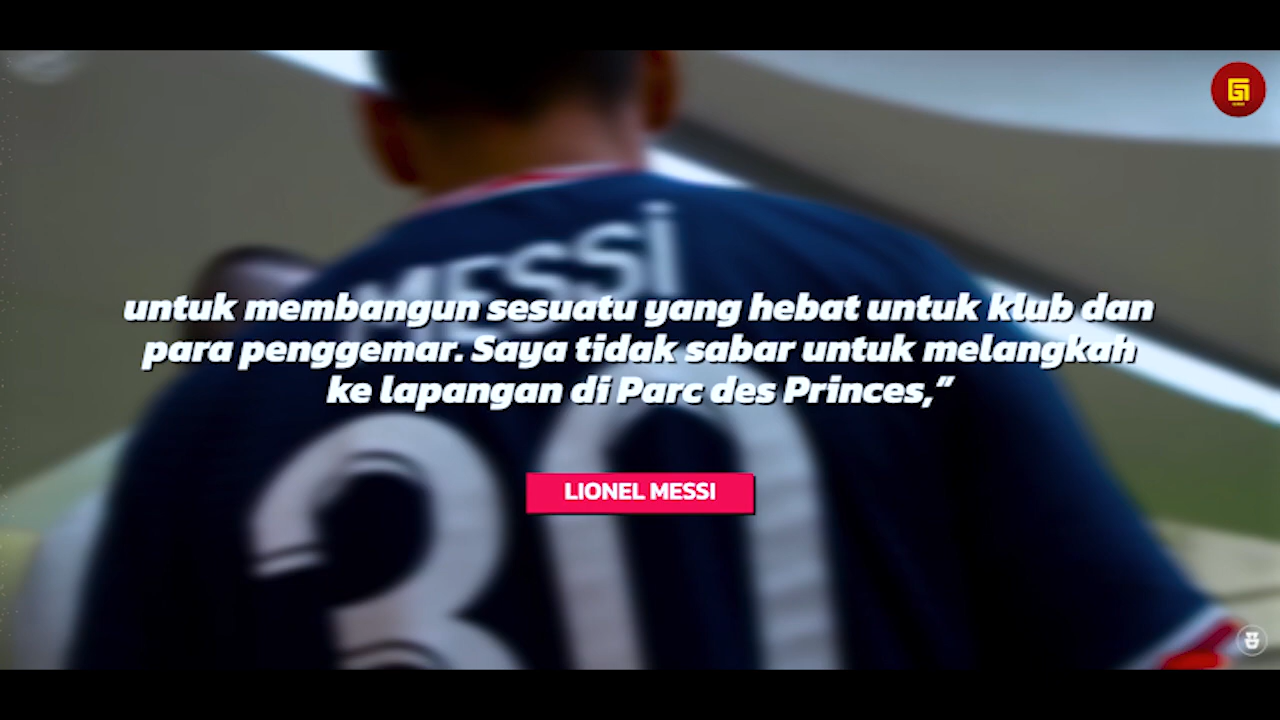 MESSI
untuk membangun sesuatu yang hebat untuk klub dan
para penggemar. Saya tidak sabar untuk melangkah
ke lapangan di Parc des Princes,”
30
LIONEL MESSI